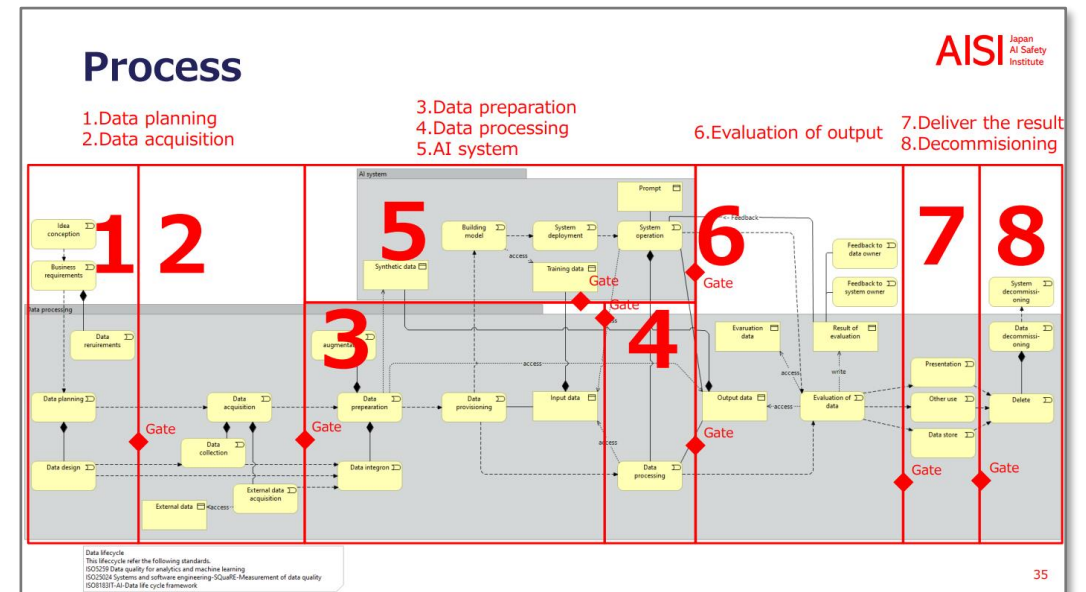 Process
AISI Japan
AI Safety
Institute
1.Data planning
2.Data acquisition
3.Data preparation
4.Data processing
5.AI system
6.Evaluation of output
7.Deliver the result
8.Decommisioning
AI system
Prompt
1
2
5
6
7
8
Idea
conception
Business
requirements
Building
model
System
deployment
System
operation
<- Feedback
access
Synthetic data
Training data
Gate
Gate
Gate
Feedback to
data owner
Feedback to
system owner
System
decommissi-
oning
Data processing
Data
reruirements
3
4
Evaruation
data
Result of
evaluation
Data
decommissi-
oning
access
access
write
Presentation
Data planning
Data
acquisition
Data
prepearation
Data
provisioning
Input data
Output data
access
Evaluation of
data
Other use
Delete
Gate
Gate
Gate
Data
collection
Data store
Data design
Data integron
access
Data
processing
Gate
Gate
External data
acquisition
External data
access
Data lifecycle
This lifeccycle refer the following standards.
ISO5259 Data quality for analytics and machine learning
ISO25024 Systems and software engineering-SQuaRE-Measurement of data quality
ISO8183IT-AI-Data life cycle framework
35